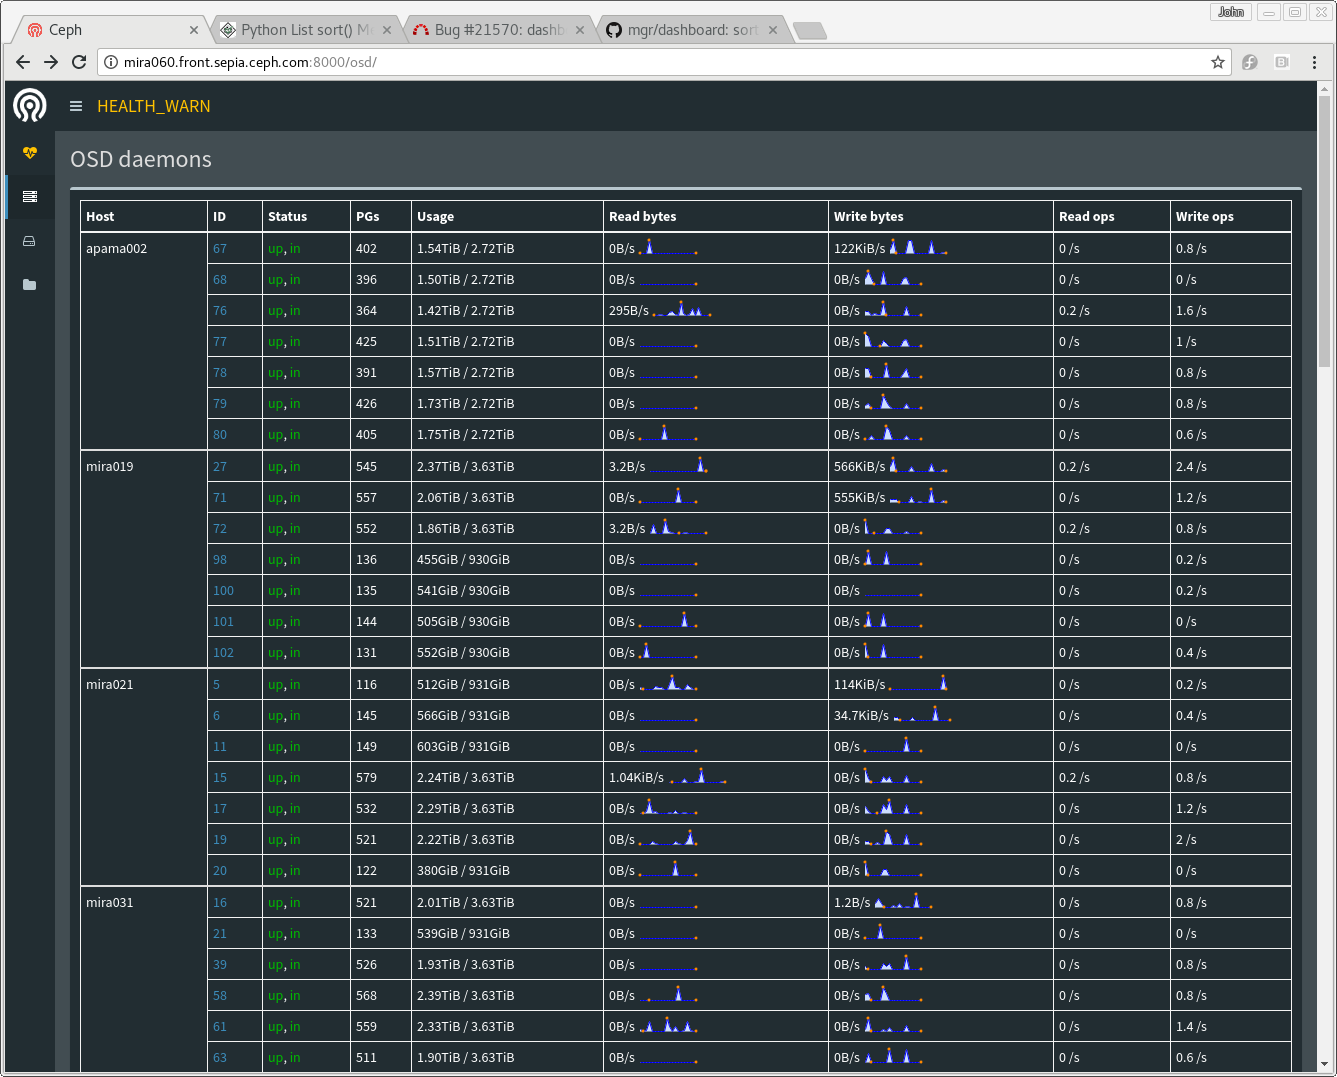 John
Ceph
Python List sort() M
Bug #21570: dashb
mgr/dashboard: sort
mira060.front.sepia.ceph.com:8000/osd/
HEALTH_WARN
OSD daemons
Host ID Status PGs Usage Read bytes Write bytes Read ops Write ops
apama002 67 up, in 402 1.54TiB / 2.72TiB 0B/s 122KiB/s 0 /s 0.8 /s
68 up, in 396 1.50TiB / 2.72TiB 0B/s 0B/s 0 /s 0 /s
76 up, in 364 1.42TiB / 2.72TiB 295B/s 0B/s 0.2 /s 1.6 /s
77 up, in 425 1.51TiB / 2.72TiB 0B/s 0B/s 0 /s 1 /s
78 up, in 391 1.57TiB / 2.72TiB 0B/s 0B/s 0 /s 0.8 /s
79 up, in 426 1.73TiB / 2.72TiB 0B/s 0B/s 0 /s 0.8 /s
80 up, in 405 1.75TiB / 2.72TiB 0B/s 0B/s 0 /s 0.6 /s
mira019 27 up, in 545 2.37TiB / 3.63TiB 3.2B/s 566KiB/s 0.2 /s 2.4 /s
71 up, in 557 2.06TiB / 3.63TiB 0B/s 555KiB/s 0 /s 1.2 /s
72 up, in 552 1.86TiB / 3.63TiB 3.2B/s 0B/s 0.2 /s 0.8 /s
98 up, in 136 455GiB / 930GiB 0B/s 0B/s 0 /s 0.2 /s
100 up, in 135 541GiB / 930GiB 0B/s 0B/s 0 /s 0.2 /s
101 up, in 144 505GiB / 930GiB 0B/s 0B/s 0 /s 0 /s
102 up, in 131 552GiB / 930GiB 0B/s 0B/s 0 /s 0.4 /s
mira021 5 up, in 116 512GiB / 931GiB 0B/s 114KiB/s 0 /s 0.2 /s
6 up, in 145 566GiB / 931GiB 0B/s 34.7KiB/s 0 /s 0.4 /s
11 up, in 149 603GiB / 931GiB 0B/s 0B/s 0 /s 0 /s
15 up, in 579 2.24TiB / 3.63TiB 1.04KiB/s 0B/s 0.2 /s 0.8 /s
17 up, in 532 2.29TiB / 3.63TiB 0B/s 0B/s 0 /s 1.2 /s
19 up, in 521 2.22TiB / 3.63TiB 0B/s 0B/s 0 /s 2 /s
20 up, in 122 380GiB / 931GiB 0B/s 0B/s 0 /s 0 /s
mira031 16 up, in 521 2.01TiB / 3.63TiB 0B/s 1.2B/s 0 /s 0.8 /s
21 up, in 133 539GiB / 931GiB 0B/s 0B/s 0 /s 0 /s
39 up, in 526 1.93TiB / 3.63TiB 0B/s 0B/s 0 /s 0.8 /s
58 up, in 568 2.39TiB / 3.63TiB 0B/s 0B/s 0 /s 0.8 /s
61 up, in 559 2.33TiB / 3.63TiB 0B/s 0B/s 0 /s 1.4 /s
63 up, in 511 1.90TiB / 3.63TiB 0B/s 0B/s 0 /s 0.6 /s